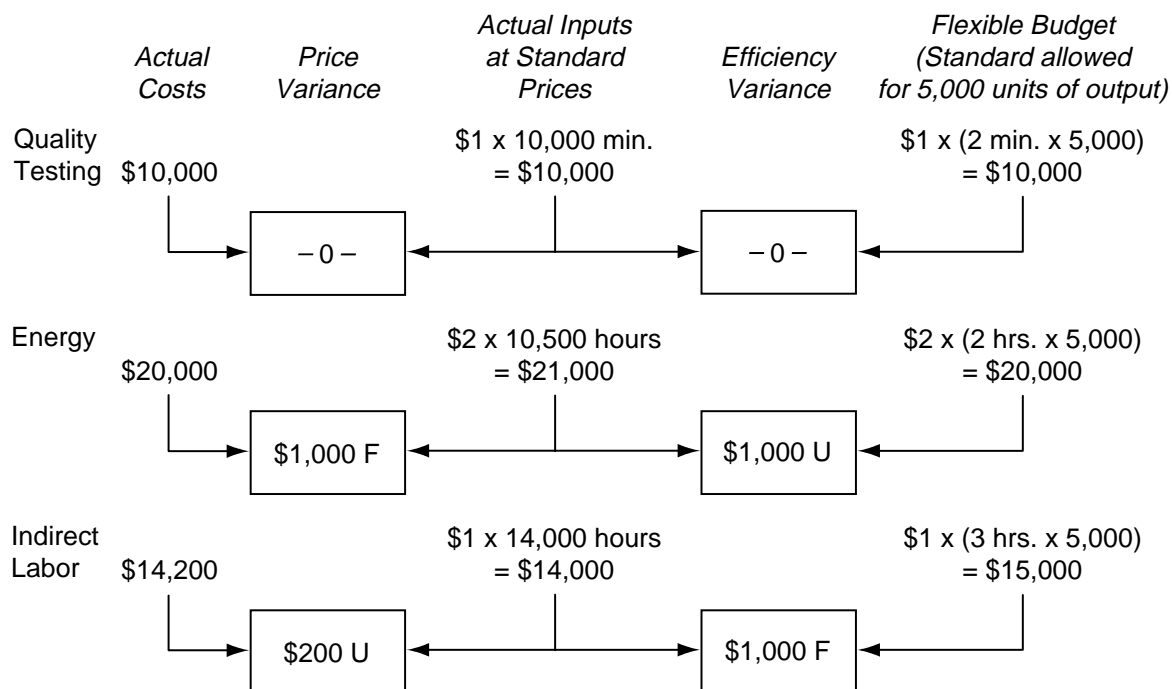 Actual Costs
Price Variance
Actual Inputs at Standard Prices
Efficiency Variance
Flexible Budget (Standard allowed for 5,000 units of output)
Quality Testing
$10,000
$1 x 10,000 min. = $10,000
$1 x (2 min. x 5,000) = $10,000
– 0 –
– 0 –
Energy
$20,000
$2 x 10,500 hours = $21,000
$2 x (2 hrs. x 5,000) = $20,000
$1,000 F
$1,000 U
Indirect Labor
$14,200
$1 x 14,000 hours = $14,000
$1 x (3 hrs. x 5,000) = $15,000
$200 U
$1,000 F